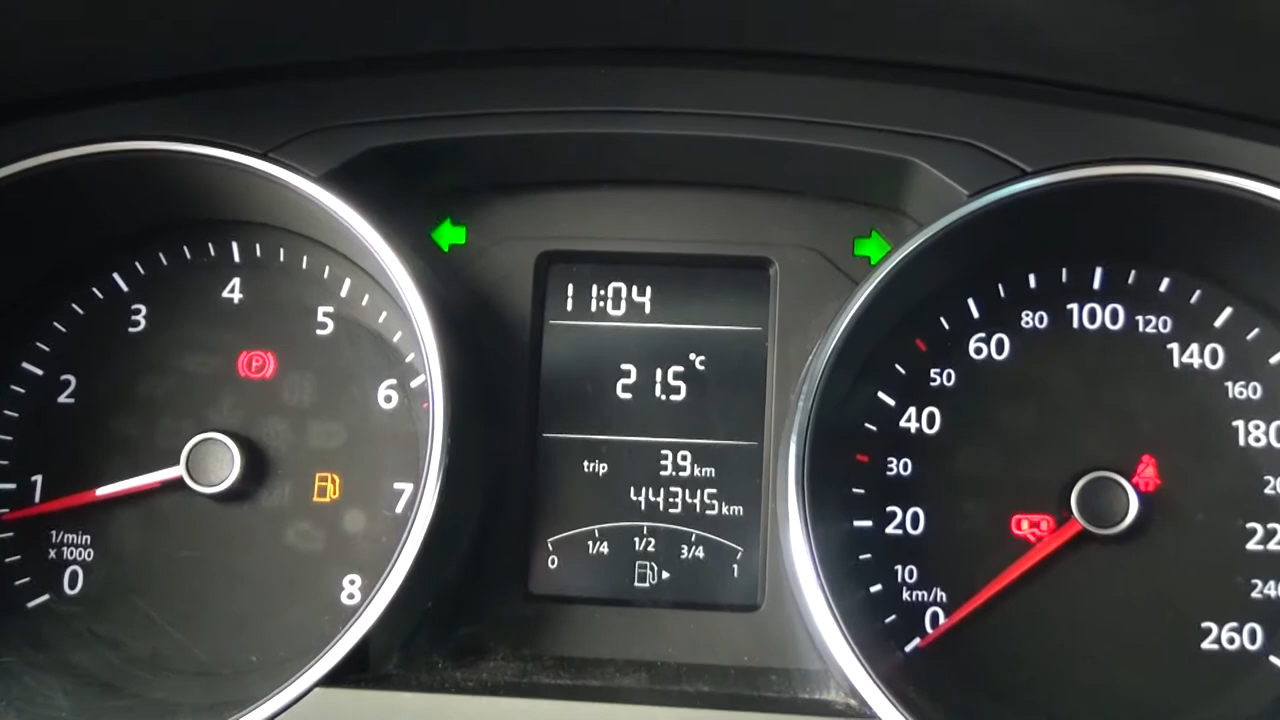 11:04
21.5 °C
trip 3.9 km
44345 km
0 1/4 1/2 3/4 1
0 1 2 3 4 5 6 7 8
1/min
x 1000
P
0 10 20 30 40 50 60 80 100 120 140 160 180
260
km/h